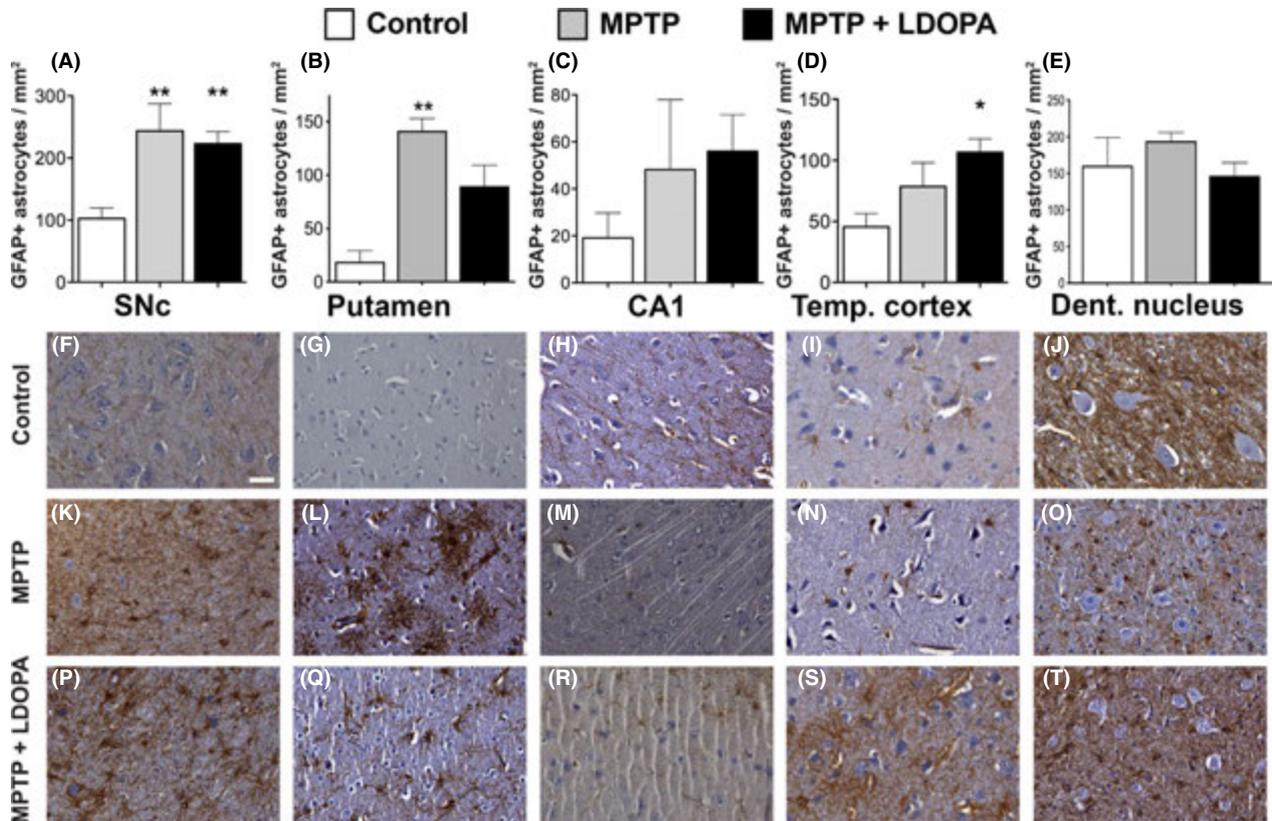 Control MPTP MPTP + LDOPA
(A) (B) (C) (D) (E)
GFAP+ astrocytes / mm²
300
200
100
0
** **
SNc
GFAP+ astrocytes / mm²
150
100
50
0
**
Putamen
GFAP+ astrocytes / mm²
80
60
40
20
0
CA1
GFAP+ astrocytes / mm²
150
100
50
0
*
Temp. cortex
GFAP+ astrocytes / mm²
250
200
150
100
50
0
Dent. nucleus
Control
(F) (G) (H) (I) (J)
MPTP
(K) (L) (M) (N) (O)
MPTP + LDOPA
(P) (Q) (R) (S) (T)